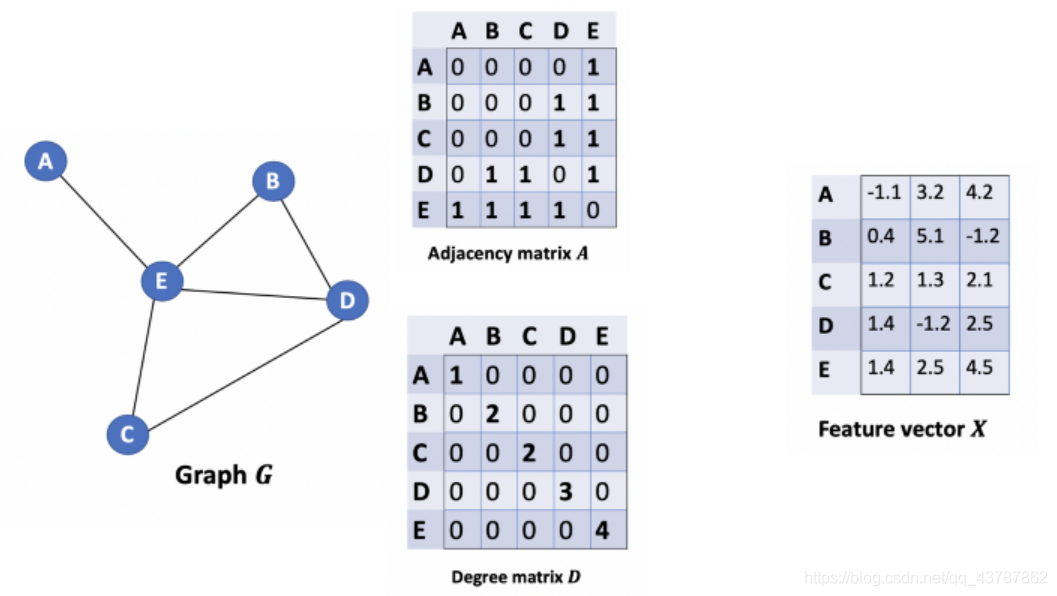 A
B
E
D
C
Graph G
A B C D E
A 0 0 0 0 1
B 0 0 0 1 1
C 0 0 0 1 1
D 0 1 1 0 1
E 1 1 1 1 0
Adjacency matrix A
A B C D E
A 1 0 0 0 0
B 0 2 0 0 0
C 0 0 2 0 0
D 0 0 0 3 0
E 0 0 0 0 4
Degree matrix D
A -1.1 3.2 4.2
B 0.4 5.1 -1.2
C 1.2 1.3 2.1
D 1.4 -1.2 2.5
E 1.4 2.5 4.5
Feature vector X
https://blog.csdn.net/qq_43787862